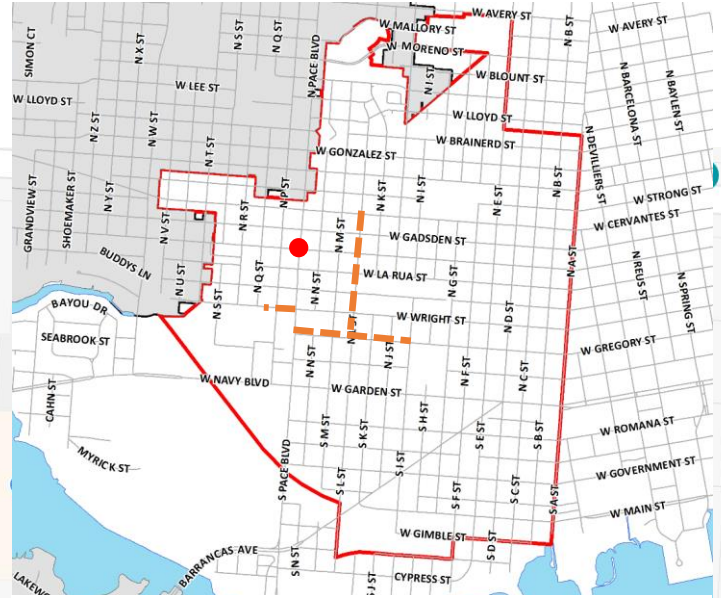 W AVERY ST
W MALLORY ST
W MORENO ST
N B ST
W AVERY ST
SIMON CT
N X ST
N S ST
N Q ST
N PACE BLVD
W BLOUNT ST
N I ST
N BARCELONA ST
N BAYLEN ST
W LEE ST
W LLOYD ST
N Z ST
N W ST
N T ST
W LLOYD ST
W BRAINERD ST
N DEVILLIERS ST
W GONZALEZ ST
GRANDVIEW ST
SHOEMAKER ST
N Y ST
N V ST
N R ST
N P ST
N M ST
N K ST
N I ST
N E ST
N B ST
W STRONG ST
W CERVANTES ST
W GADSDEN ST
N A ST
BUDDYS LN
N U ST
N S ST
N Q ST
N N ST
W LA RUA ST
N G ST
N D ST
N REUS ST
N SPRING ST
BAYOU DR
SEABROOK ST
W WRIGHT ST
W GREGORY ST
N N ST
N J ST
N F ST
N C ST
CAHN ST
W NAVY BLVD
W GARDEN ST
S M ST
S K ST
S H ST
S E ST
S B ST
W ROMANA ST
MYRICK ST
S PACE BLVD
S L ST
S I ST
S F ST
S C ST
S A ST
W GOVERNMENT ST
W MAIN ST
W GIMBLE ST
S D ST
BARRANCAS AVE
S N ST
S J ST
CYPRESS ST